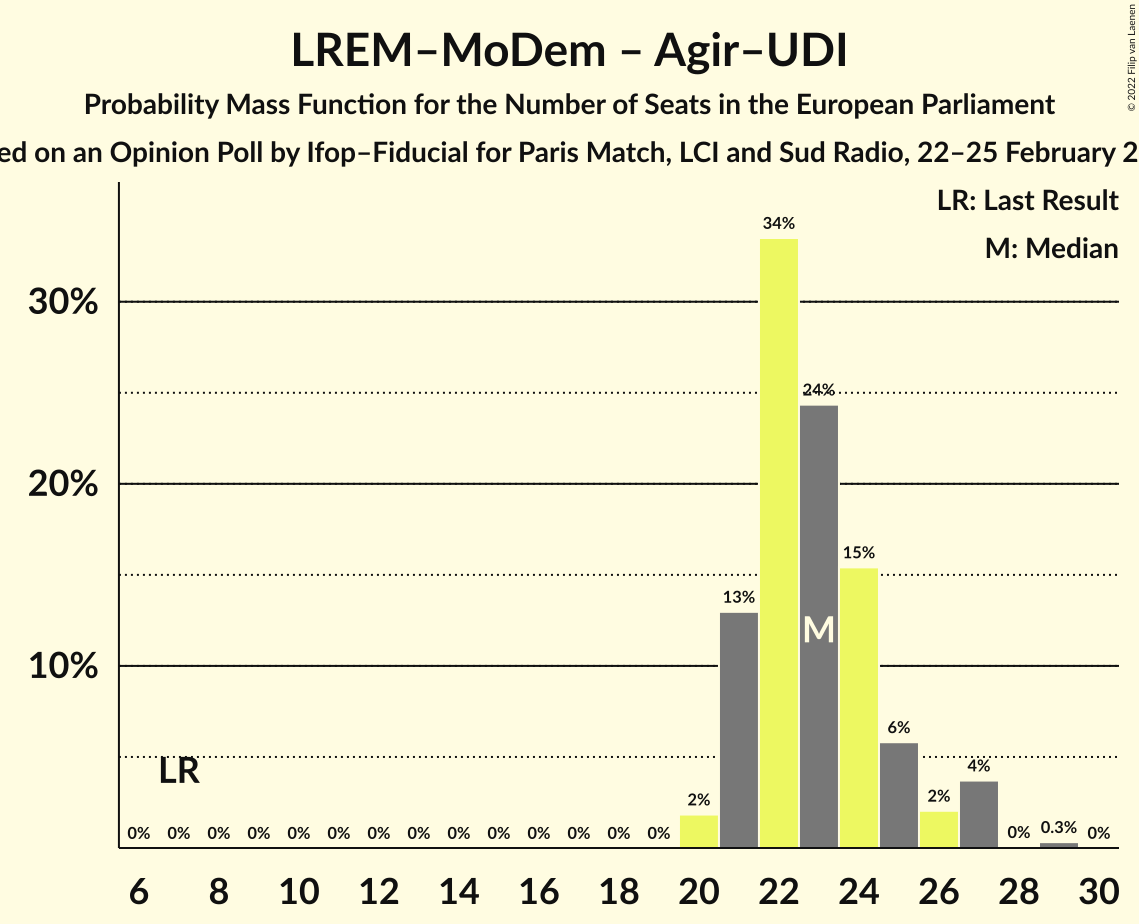 LREM–MoDem – Agir–UDI
Probability Mass Function for the Number of Seats in the European Parliament
ed on an Opinion Poll by Ifop–Fiducial for Paris Match, LCI and Sud Radio, 22–25 February 2
© 2022 Filip van Laenen
LR: Last Result
M: Median
34%
30%
24%
20%
15%
13%
M
10%
6%
LR
4%
2%
2%
0% 0% 0% 0% 0% 0% 0% 0% 0% 0% 0% 0% 0% 0% 0% 0.3% 0%
6 8 10 12 14 16 18 20 22 24 26 28 30